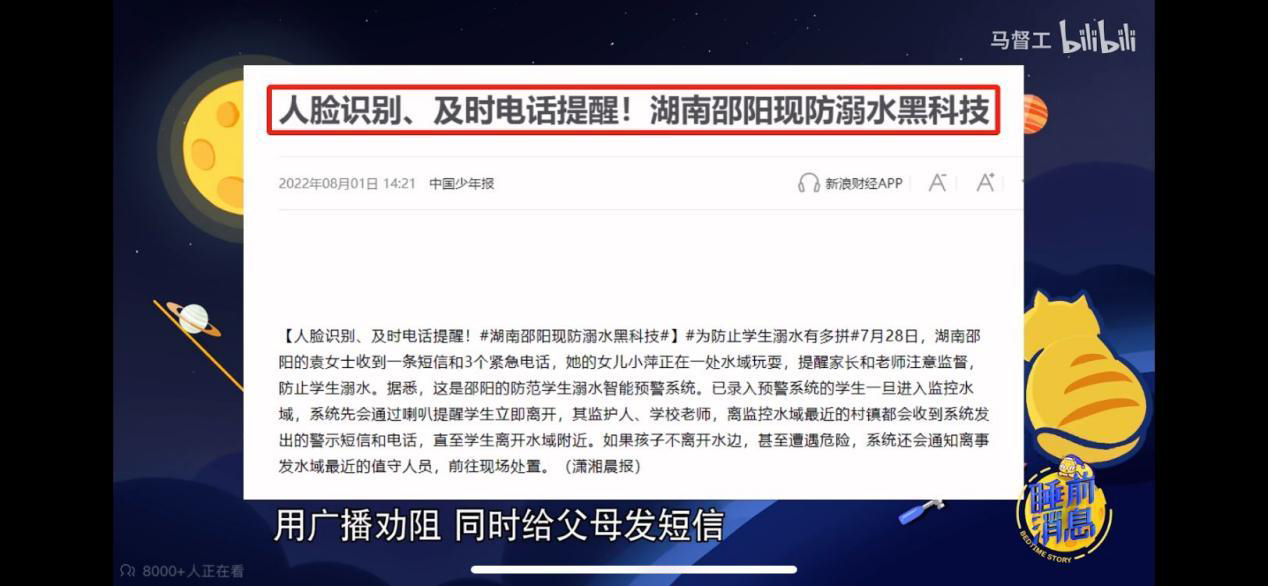 马督工 bilibili
人脸识别、及时电话提醒！湖南邵阳现防溺水黑科技
2022年08月01日 14:21 中国少年报
新浪财经APP A- A+
【人脸识别、及时电话提醒！#湖南邵阳现防溺水黑科技#】#为防止学生溺水有多拼#7月28日，湖南邵
阳的袁女士收到一条短信和3个紧急电话，她的女儿小萍正在一处水域玩耍，提醒家长和老师注意监督，
防止学生溺水。据悉，这是邵阳的防范学生溺水智能预警系统。已录入预警系统的学生一旦进入监控水
域，系统先会通过喇叭提醒学生立即离开，其监护人、学校老师，离监控水域最近的村镇都会收到系统发
出的警示短信和电话，直至学生离开水域附近。如果孩子不离开水边，甚至遭遇危险，系统还会通知离事
发水域最近的值守人员，前往现场处置。（潇湘晨报）
睡前
消息
BEDTIME STORY
用广播劝阻 同时给父母发短信
8000+人正在看